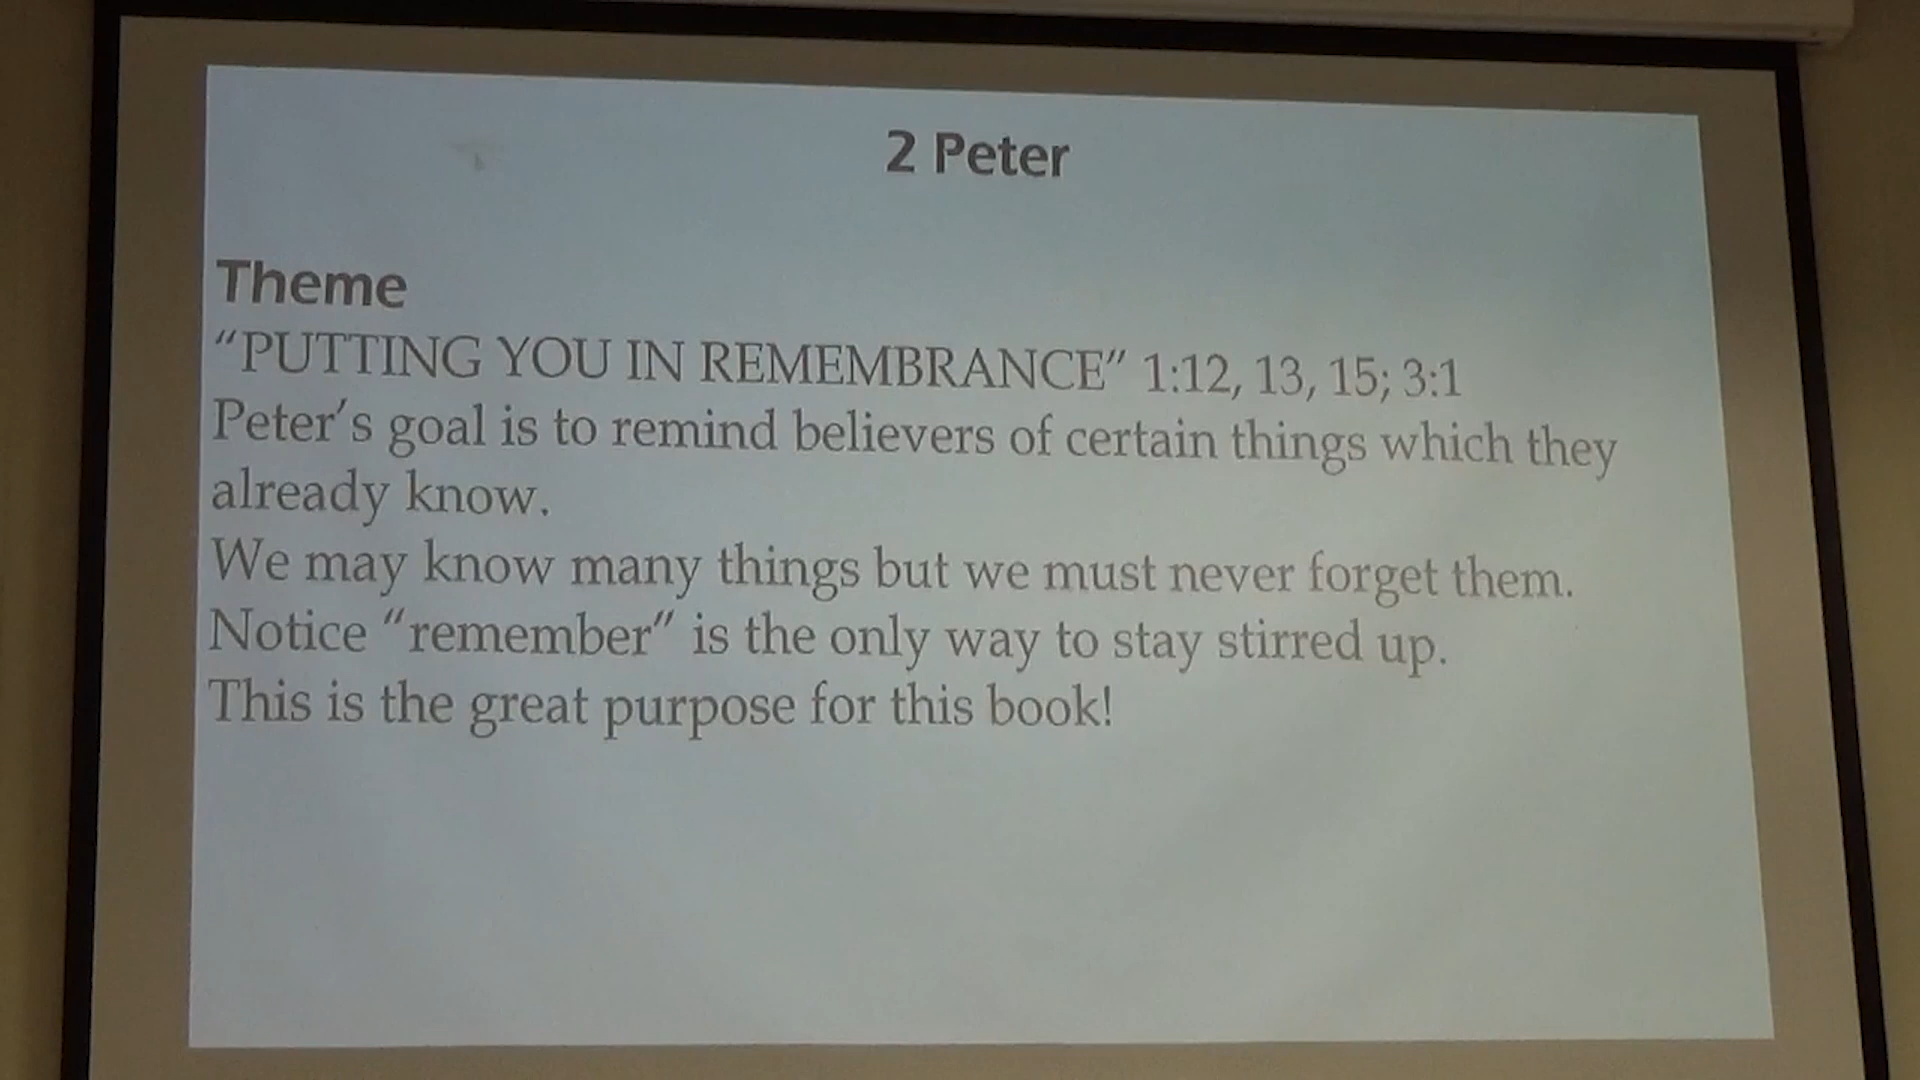 2 Peter
Theme
“PUTTING YOU IN REMEMBRANCE” 1:12, 13, 15; 3:1
Peter’s goal is to remind believers of certain things which they
already know.
We may know many things but we must never forget them.
Notice “remember” is the only way to stay stirred up.
This is the great purpose for this book!